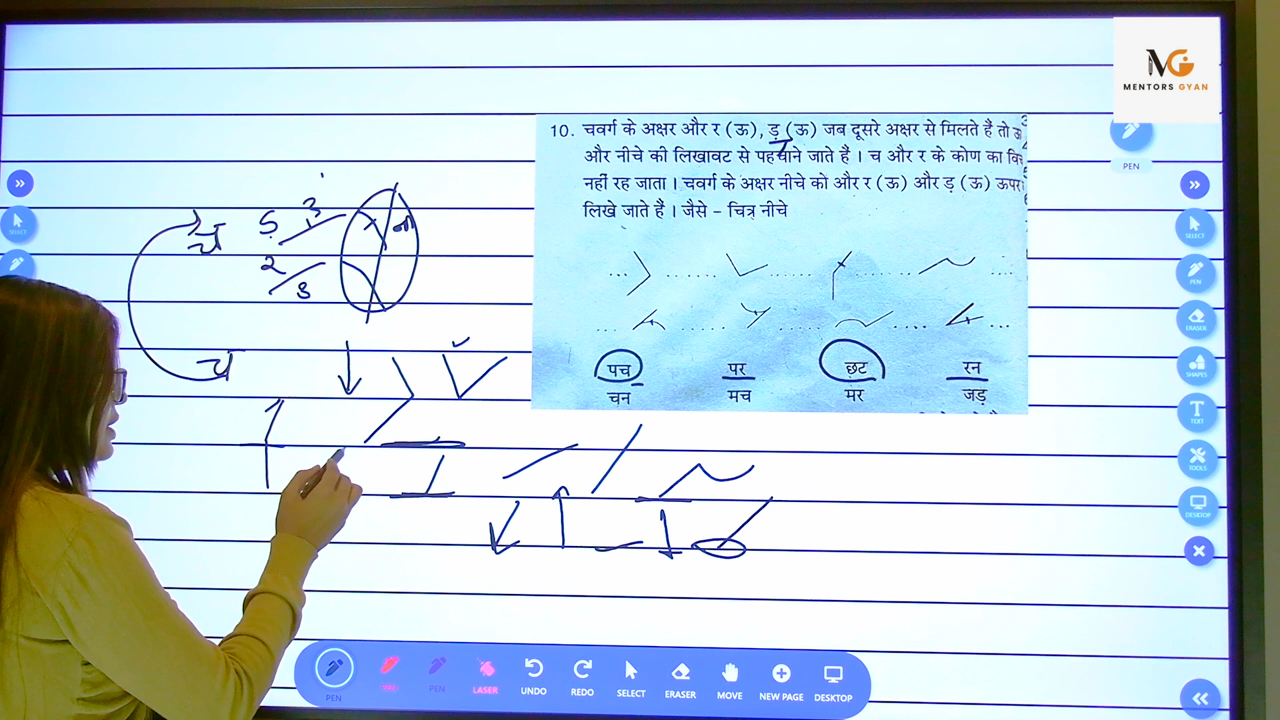 MENTORS GYAN
10. चवर्ग के अक्षर और र (ऊ), ड़ (ऊ) जब दूसरे अक्षर से मिलते हैं तो
और नीचे की लिखावट से पहचाने जाते हैं। च और र के कोण का
नहीं रह जाता। चवर्ग के अक्षर नीचे को और र (ऊ) और ड़ (ऊ) ऊपर
लिखे जाते हैं। जैसे – चित्र नीचे
पच पर छट रन
चन मच मर जड़
च
च
PEN
SELECT
PEN
ERASER
SHAPES
TEXT
TOOLS
DESKTOP
SELECT
PEN
PEN
LASER
UNDO
REDO
SELECT
ERASER
MOVE
NEW PAGE
DESKTOP